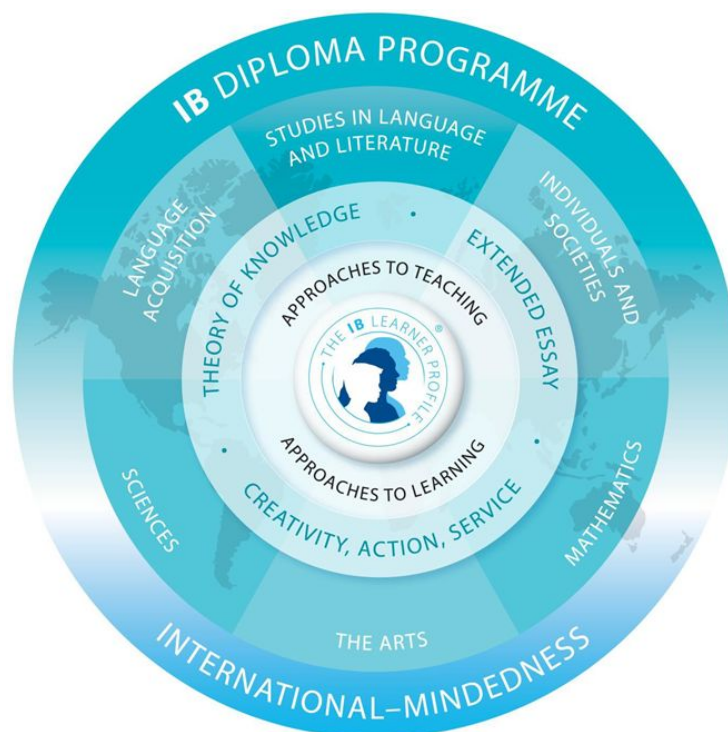 IB DIPLOMA PROGRAMME
STUDIES IN LANGUAGE
AND LITERATURE
LANGUAGE
ACQUISITION
INDIVIDUALS AND
SOCIETIES
THEORY OF KNOWLEDGE
EXTENDED ESSAY
APPROACHES TO TEACHING
THE IB LEARNER PROFILE®
APPROACHES TO LEARNING
CREATIVITY, ACTION, SERVICE
SCIENCES
MATHEMATICS
THE ARTS
INTERNATIONAL–MINDEDNESS